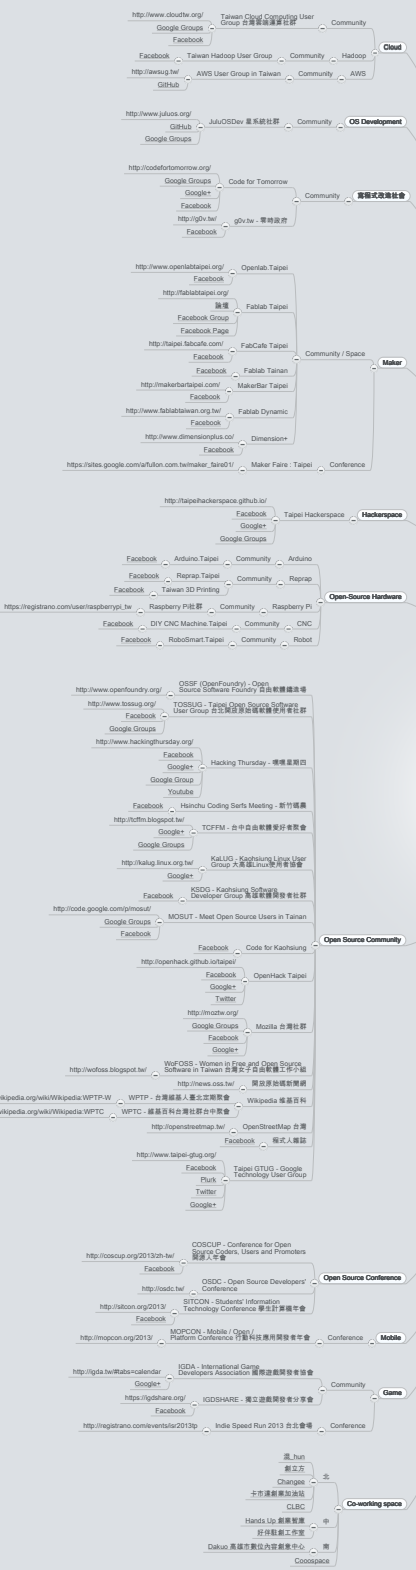 http://www.cloudtw.org/
Google Groups
Facebook
Taiwan Cloud Computing User
Group 台灣雲端運算社群
Community
Cloud
Facebook
Taiwan Hadoop User Group
Community
Hadoop
http://awsug.tw/
GitHub
AWS User Group in Taiwan
Community
AWS
http://www.juluos.org/
GitHub
Google Groups
JuluOSDev 星系統社群
Community
OS Development
http://codefortomorrow.org/
Google Groups
Google+
Facebook
Code for Tomorrow
http://g0v.tw/
Facebook
g0v.tw - 零時政府
Community
寫程式改造社會
http://www.openlabtaipei.org/
Facebook
Openlab.Taipei
http://fablabtaipei.org/
論壇
Facebook Group
Facebook Page
Fablab Taipei
http://taipei.fabcafe.com/
Facebook
FabCafe Taipei
Facebook
Fablab Tainan
http://makerbartaipei.com/
Facebook
MakerBar Taipei
http://www.fablabtaiwan.org.tw/
Facebook
Fablab Dynamic
http://www.dimensionplus.co/
Facebook
Dimension+
Community / Space
Maker
https://sites.google.com/a/fullon.com.tw/maker_faire01/
Maker Faire : Taipei
Conference
http://taipeihackerspace.github.io/
Facebook
Google+
Google Groups
Taipei Hackerspace
Hackerspace
Facebook
Arduino.Taipei
Community
Arduino
Facebook
Reprap.Taipei
Facebook
Taiwan 3D Printing
Community
Reprap
https://registrano.com/user/raspberrypi_tw
Raspberry Pi社群
Community
Raspberry Pi
Facebook
DIY CNC Machine.Taipei
Community
CNC
Facebook
RoboSmart.Taipei
Community
Robot
Open-Source Hardware
http://www.openfoundry.org/
OSSF (OpenFoundry) - Open
Source Software Foundry 自由軟體鑄造場
http://www.tossug.org/
Facebook
Google Groups
TOSSUG - Taipei Open Source Software
User Group 台北開放原始碼軟體使用者社群
http://www.hackingthursday.org/
Facebook
Google+
Google Group
Youtube
Hacking Thursday - 嘿嘿星期四
Facebook
Hsinchu Coding Serfs Meeting - 新竹碼農
http://tcffm.blogspot.tw/
Google+
Google Groups
TCFFM - 台中自由軟體愛好者聚會
http://kalug.linux.org.tw/
Google+
KaLUG - Kaohsiung Linux User
Group 大高雄Linux使用者協會
Facebook
KSDG - Kaohsiung Software
Developer Group 高雄軟體開發者社群
http://code.google.com/p/mosut/
Google Groups
Facebook
MOSUT - Meet Open Source Users in Tainan
Facebook
Code for Kaohsiung
http://openhack.github.io/taipei/
Facebook
Google+
Twitter
OpenHack Taipei
http://moztw.org/
Google Groups
Facebook
Google+
Mozilla 台灣社群
http://wofoss.blogspot.tw/
WoFOSS - Women in Free and Open Source
Software in Taiwan 台灣女子自由軟體工作小組
http://news.oss.tw/
開放原始碼新聞網
ikipedia.org/wiki/Wikipedia:WPTP-W
WPTP - 台灣維基人臺北定期聚會
vikipedia.org/wiki/Wikipedia:WPTC
WPTC - 維基百科台灣社群台中聚會
Wikipedia 維基百科
http://openstreetmap.tw/
OpenStreetMap 台灣
Facebook
程式人雜誌
http://www.taipei-gtug.org/
Facebook
Plurk
Twitter
Google+
Taipei GTUG - Google
Technology User Group
Open Source Community
http://coscup.org/2013/zh-tw/
Facebook
COSCUP - Conference for Open
Source Coders, Users and Promoters
開源人年會
http://osdc.tw/
OSDC - Open Source Developers'
Conference
http://sitcon.org/2013/
Facebook
SITCON - Students' Information
Technology Conference 學生計算機年會
Open Source Conference
http://mopcon.org/2013/
MOPCON - Mobile / Open /
Platform Conference 行動科技應用開發者年會
Conference
Mobile
http://igda.tw/#tabs=calendar
Google+
IGDA - International Game
Developers Association 國際遊戲開發者協會
https://igdshare.org/
Facebook
IGDSHARE - 獨立遊戲開發者分享會
Community
Game
http://registrano.com/events/isr2013tp
Indie Speed Run 2013 台北會場
Conference
混_hun
創立方
Changee
卡市達創業加油站
CLBC
北
Hands Up 創業智庫
好伴駐創工作室
中
Dakuo 高雄市數位內容創意中心
南
Cooospace
Co-working space